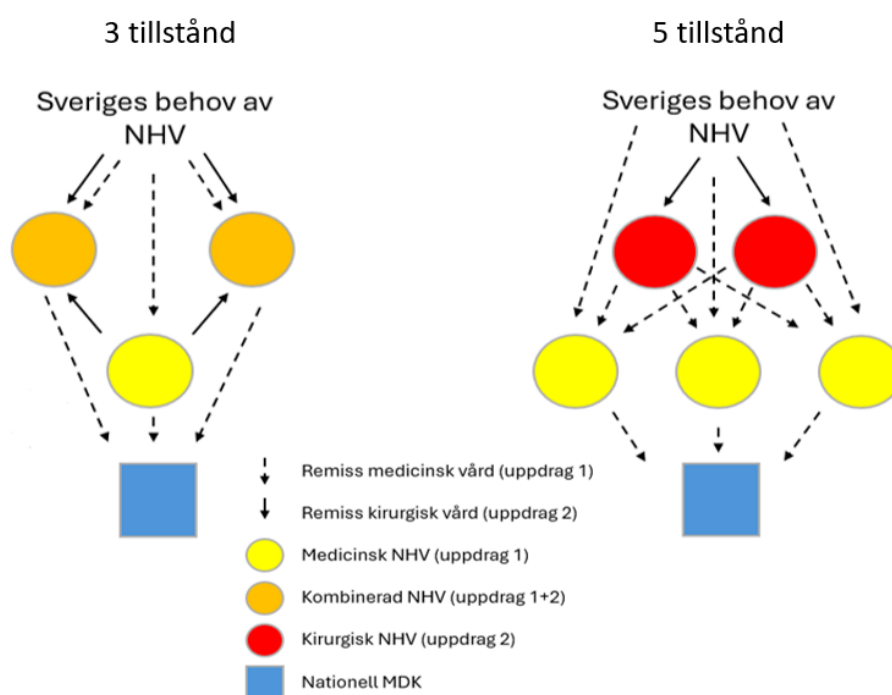 3 tillstånd
5 tillstånd
Sveriges behov av
NHV
Sveriges behov av
NHV
Remiss medicinsk vård (uppdrag 1)
Remiss kirurgisk vård (uppdrag 2)
Medicinsk NHV (uppdrag 1)
Kombinerad NHV (uppdrag 1+2)
Kirurgisk NHV (uppdrag 2)
Nationell MDK